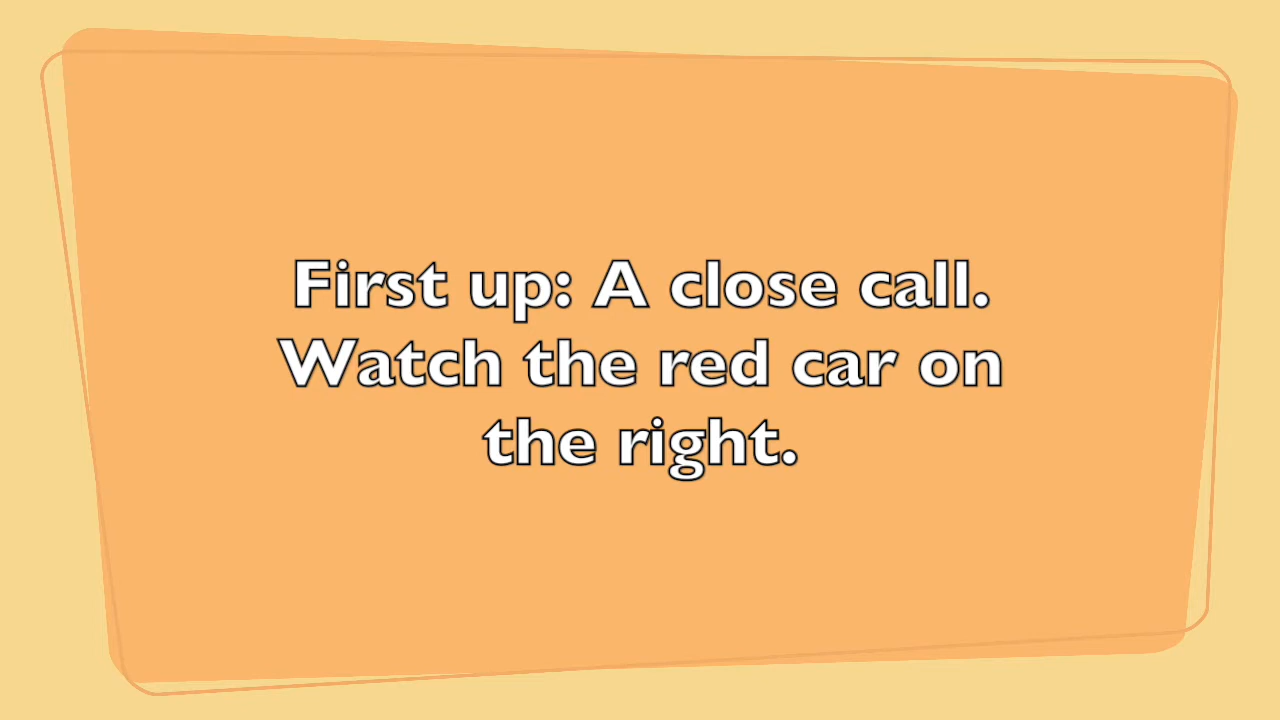 First up: A close call.
Watch the red car on
the right.